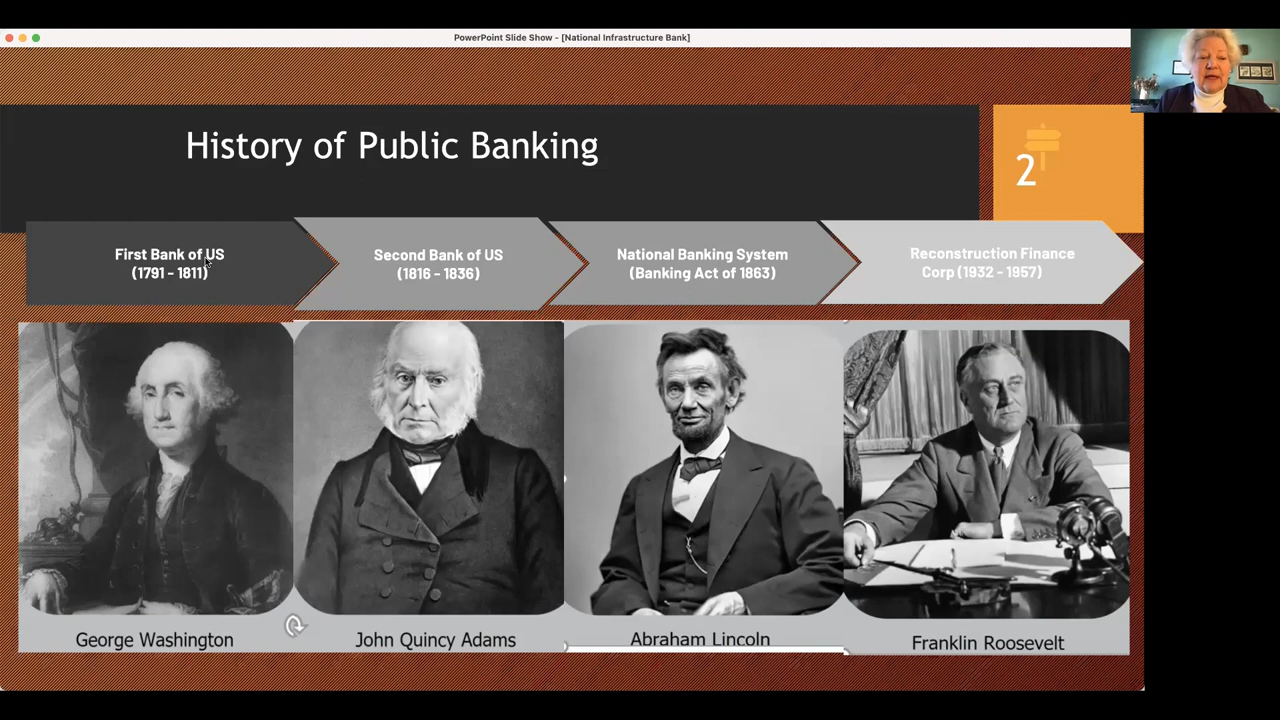 PowerPoint Slide Show - [National Infrastructure Bank]
History of Public Banking
2
First Bank of US
(1791 - 1811)
Second Bank of US
(1816 - 1836)
National Banking System
(Banking Act of 1863)
Reconstruction Finance
Corp (1932 - 1957)
George Washington
John Quincy Adams
Abraham Lincoln
Franklin Roosevelt